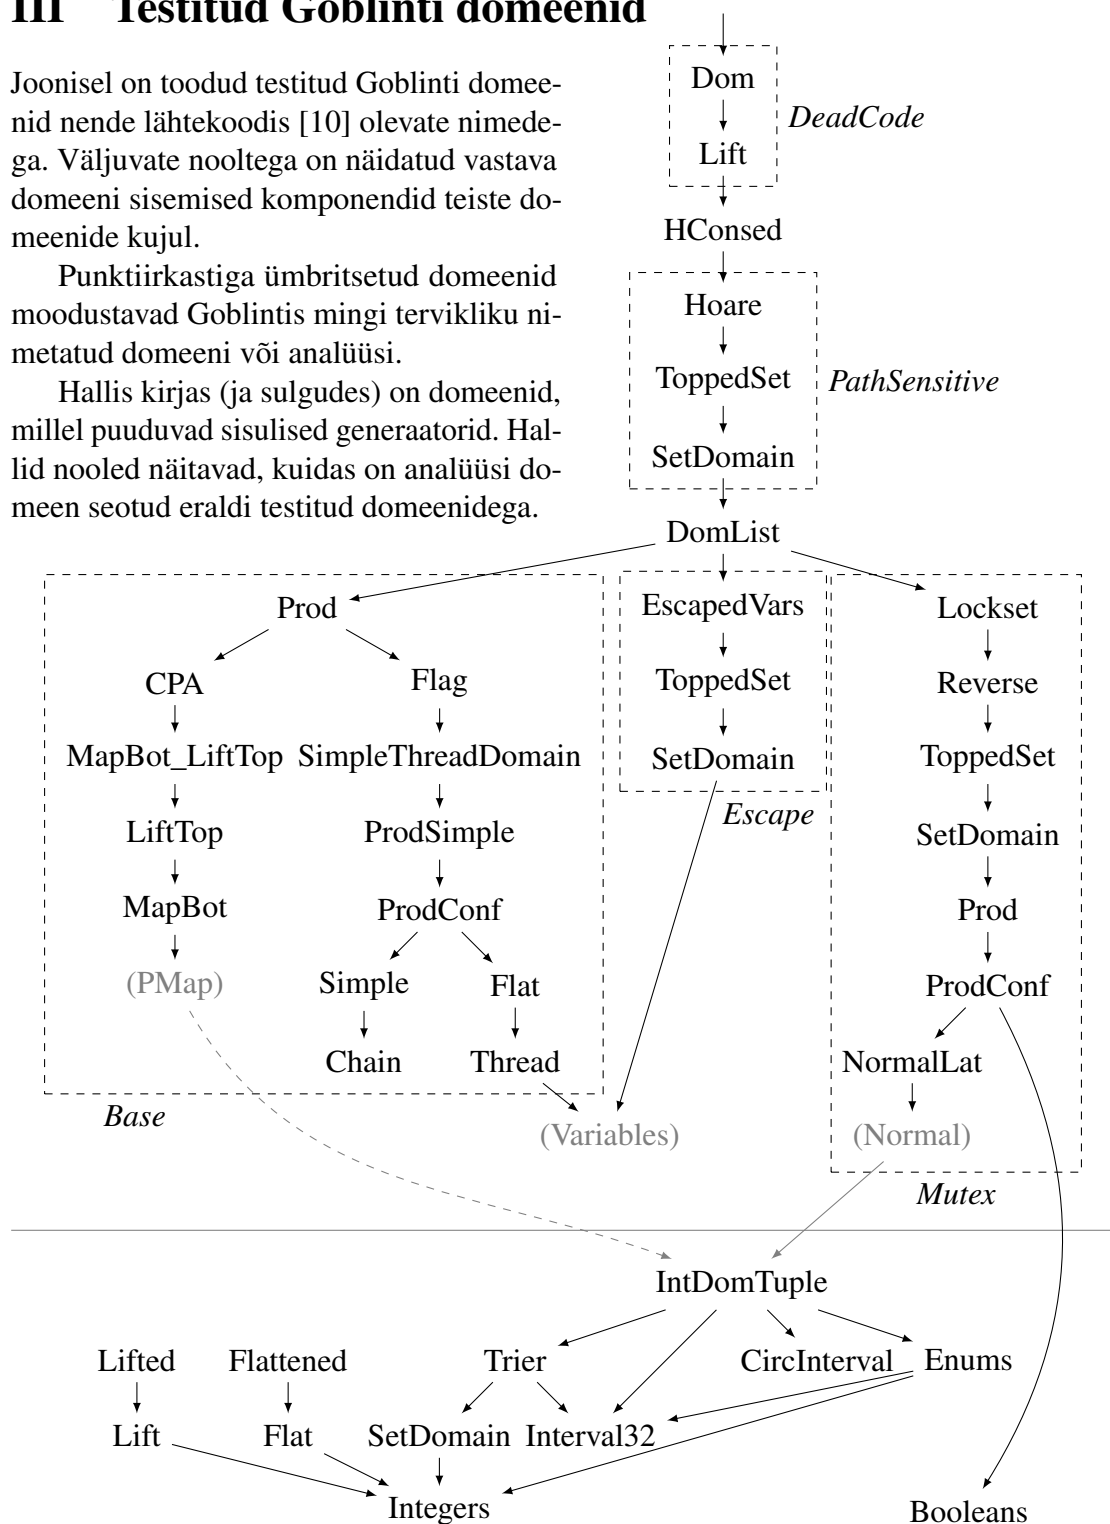 III Testitud Goblinti domeenid
Joonisel on toodud testitud Goblinti domee-
nid nende lähtekoodis [10] olevate nimede-
ga. Väljuvate nooltega on näidatud vastava
domeeni sisemised komponendid teiste do-
meenide kujul.
Punktiirkastiga ümbritsetud domeenid
moodustavad Goblintis mingi tervikliku ni-
metatud domeeni või analüüsi.
Hallis kirjas (ja sulgudes) on domeenid,
millel puuduvad sisulised generaatorid. Hal-
lid nooled näitavad, kuidas on analüüsi do-
meen seotud eraldi testitud domeenidega.
Dom
DeadCode
Lift
HConsed
Hoare
ToppedSet
PathSensitive
SetDomain
DomList
Prod
EscapedVars
Lockset
CPA
Flag
ToppedSet
Reverse
MapBot_LiftTop
SimpleThreadDomain
SetDomain
ToppedSet
Escape
LiftTop
ProdSimple
SetDomain
MapBot
ProdConf
Prod
(PMap)
Simple
Flat
ProdConf
Chain
Thread
NormalLat
Base
(Variables)
(Normal)
Mutex
IntDomTuple
Lifted
Flattened
Trier
CircInterval
Enums
Lift
Flat
SetDomain
Interval32
Integers
Booleans